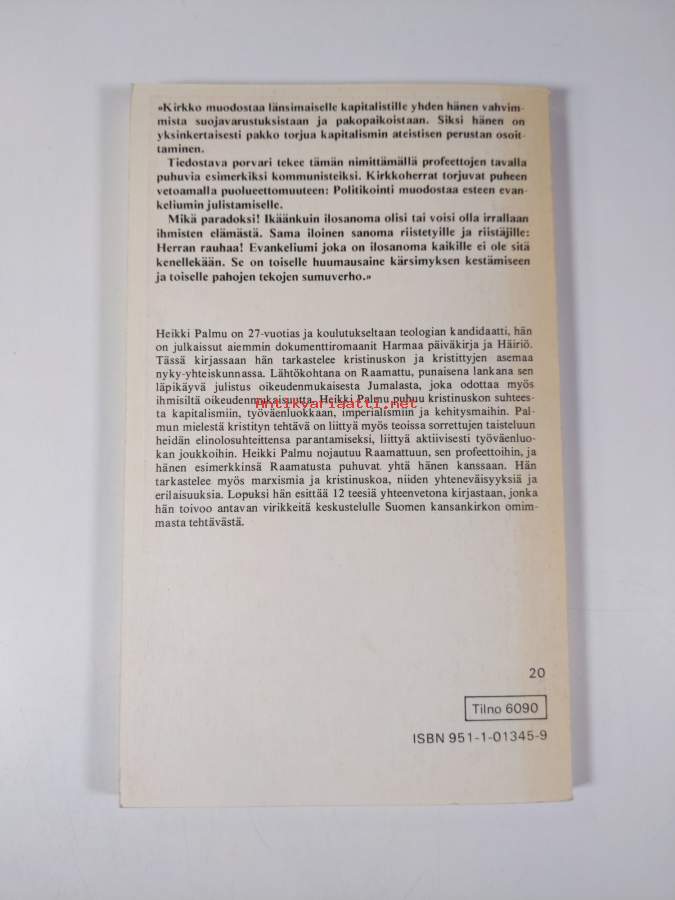 »Kirkko muodostaa länsimaiselle kapitalistille yhden hänen vahvim-
mista suojavarustuksistaan ja pakopaikoistaan. Siksi hänen on
yksinkertaisesti pakko torjua kapitalismin ateistisen perustan osoit-
taminen.
Tiedostava porvari tekee tämän nimittämällä profeettojen tavalla
puhuvia esimerkiksi kommunisteiksi. Kirkkoherrat torjuvat puheen
vetoamalla puolueettomuuteen: Politikointi muodostaa esteen evan-
keliumin julistamiselle.
Mikä paradoksi! Ikäänkuin ilosanoma olisi tai voisi olla irrallaan
ihmisten elämästä. Sama iloinen sanoma riistetyille ja riistäjille:
Herran rauhaa! Evankeliumi joka on ilosanoma kaikille ei ole sitä
kenellekään. Se on toiselle huumausaine kärsimyksen kestämiseen
ja toiselle pahojen tekojen sumuverho.»
Heikki Palmu on 27-vuotias ja koulutukseltaan teologian kandidaatti, hän
on julkaissut aiemmin dokumenttiromaanit Harmaa päiväkirja ja Häiriö.
Tässä kirjassaan hän tarkastelee kristinuskon ja kristittyjen asemaa
nyky-yhteiskunnassa. Lähtökohtana on Raamattu, punaisena lankana sen
läpikäyvä julistus oikeudenmukaisesta Jumalasta, joka odottaa myös
ihmisiltä oikeudenmukaisuutta. Heikki Palmu puhuu kristinuskon suhtees-
ta kapitalismiin, työväenluokkaan, imperialismiin ja kehitysmaihin. Pal-
Antikvariaatti.net
mun mielestä kristityn tehtävä on liittyä myös teoissa sorrettujen taisteluun
heidän elinolosuhteittensa parantamiseksi, liittyä aktiivisesti työväenluo-
kan joukkoihin. Heikki Palmu nojautuu Raamattuun, sen profeettoihin, ja
hänen esimerkkinsä Raamatusta puhuvat yhtä hänen kanssaan. Hän
tarkastelee myös marxismia ja kristinuskoa, niiden yhteneväisyyksiä ja
erilaisuuksia. Lopuksi hän esittää 12 teesiä yhteenvetona kirjastaan, jonka
hän toivoo antavan virikkeitä keskustelulle Suomen kansankirkon omim-
masta tehtävästä.
20
Tilno 6090
ISBN 951-1-01345-9